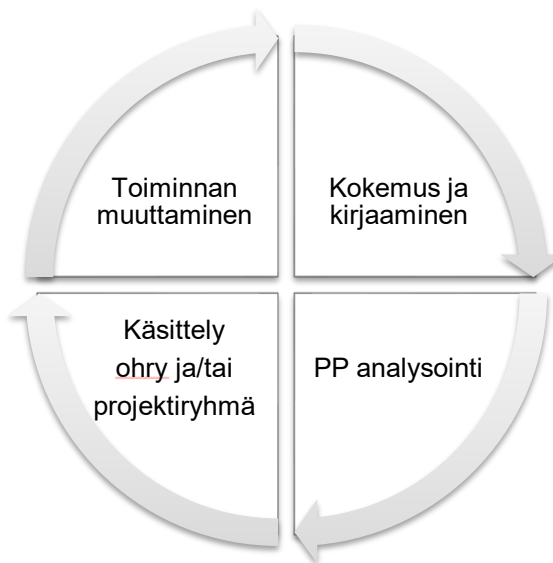 Toiminnan
muuttaminen
Kokemus ja
kirjaaminen
Käsittely
ohry ja/tai
projektiryhmä
PP analysointi